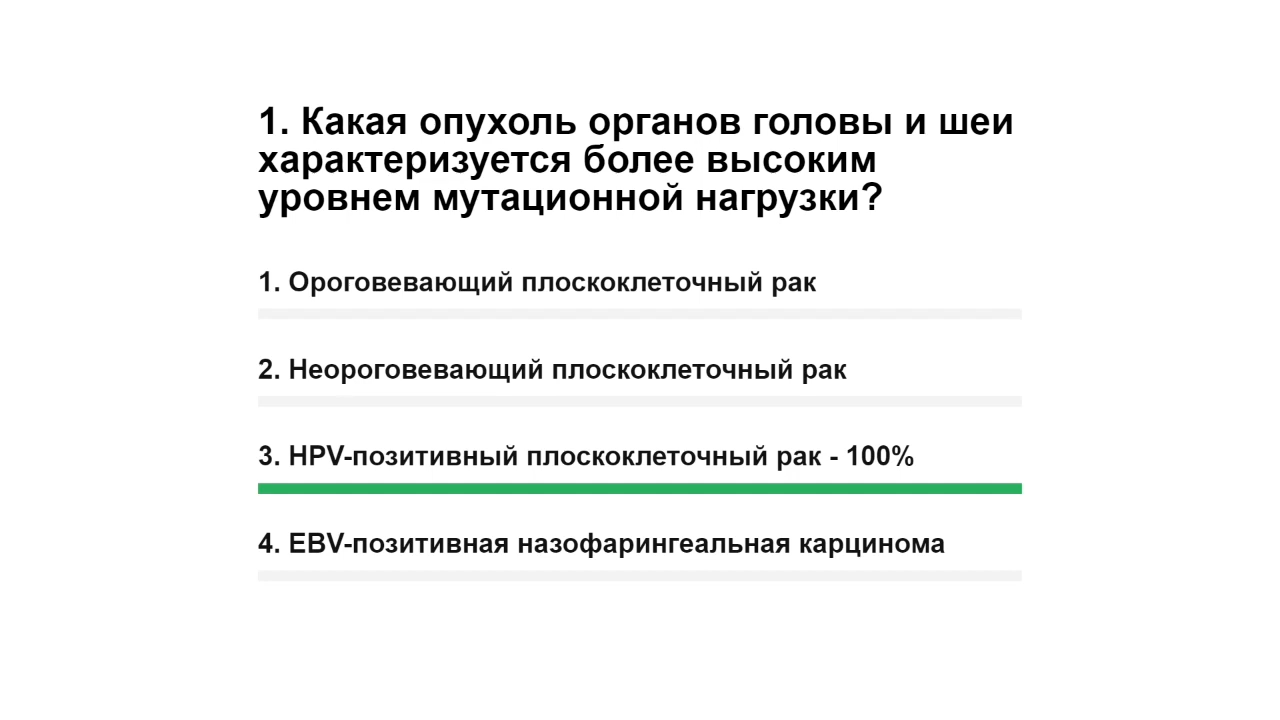 1. Какая опухоль органов головы и шеи
характеризуется более высоким
уровнем мутационной нагрузки?
1. Ороговевающий плоскоклеточный рак
2. Неороговевающий плоскоклеточный рак
3. HPV-позитивный плоскоклеточный рак - 100%
4. EBV-позитивная назофарингеальная карцинома